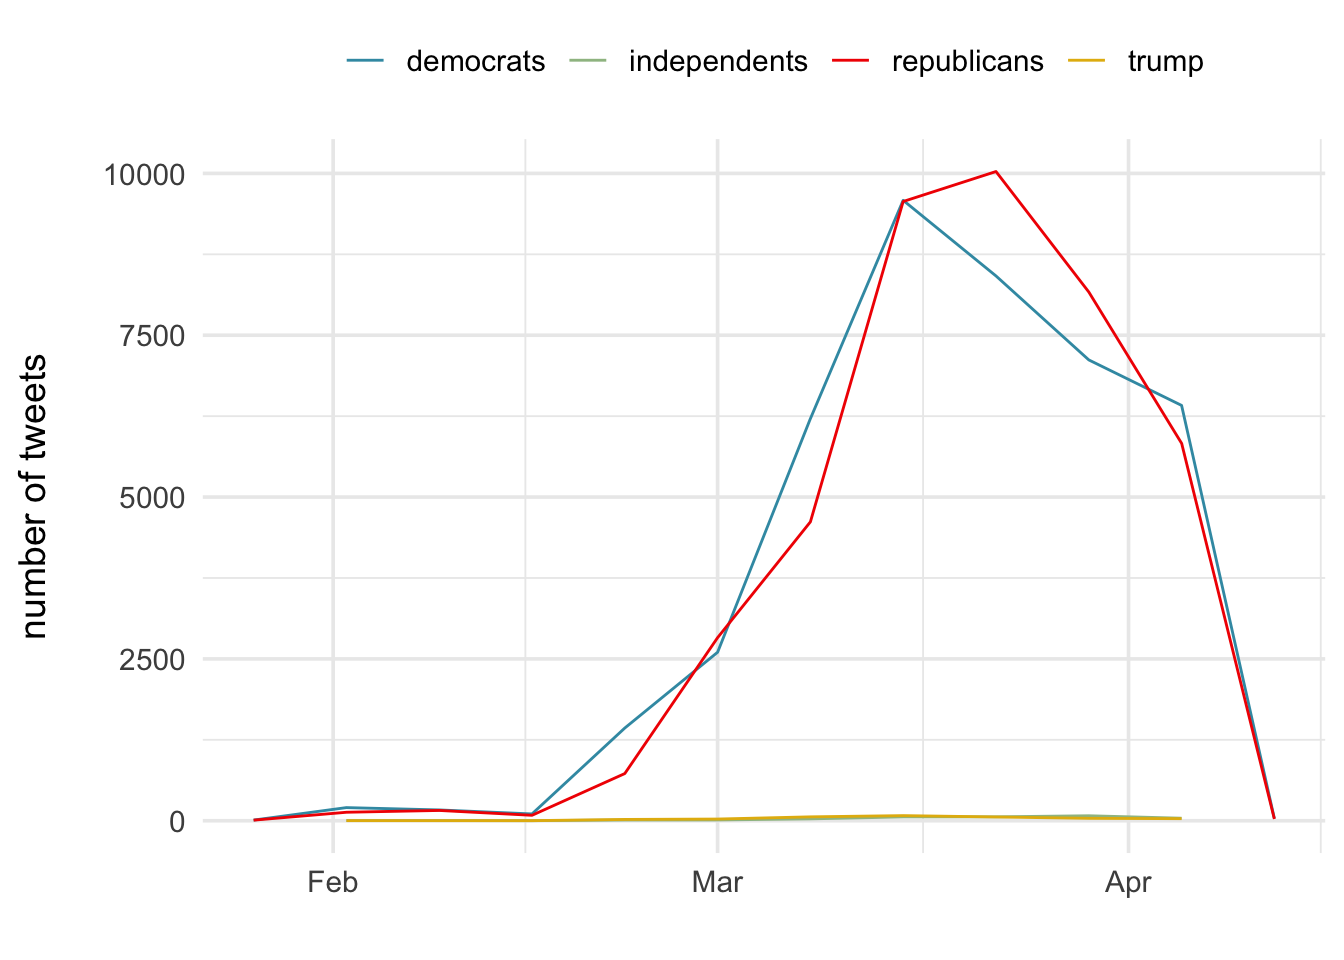 democrats independents republicans trump
10000
7500
5000
2500
0
number of tweets
Feb Mar Apr